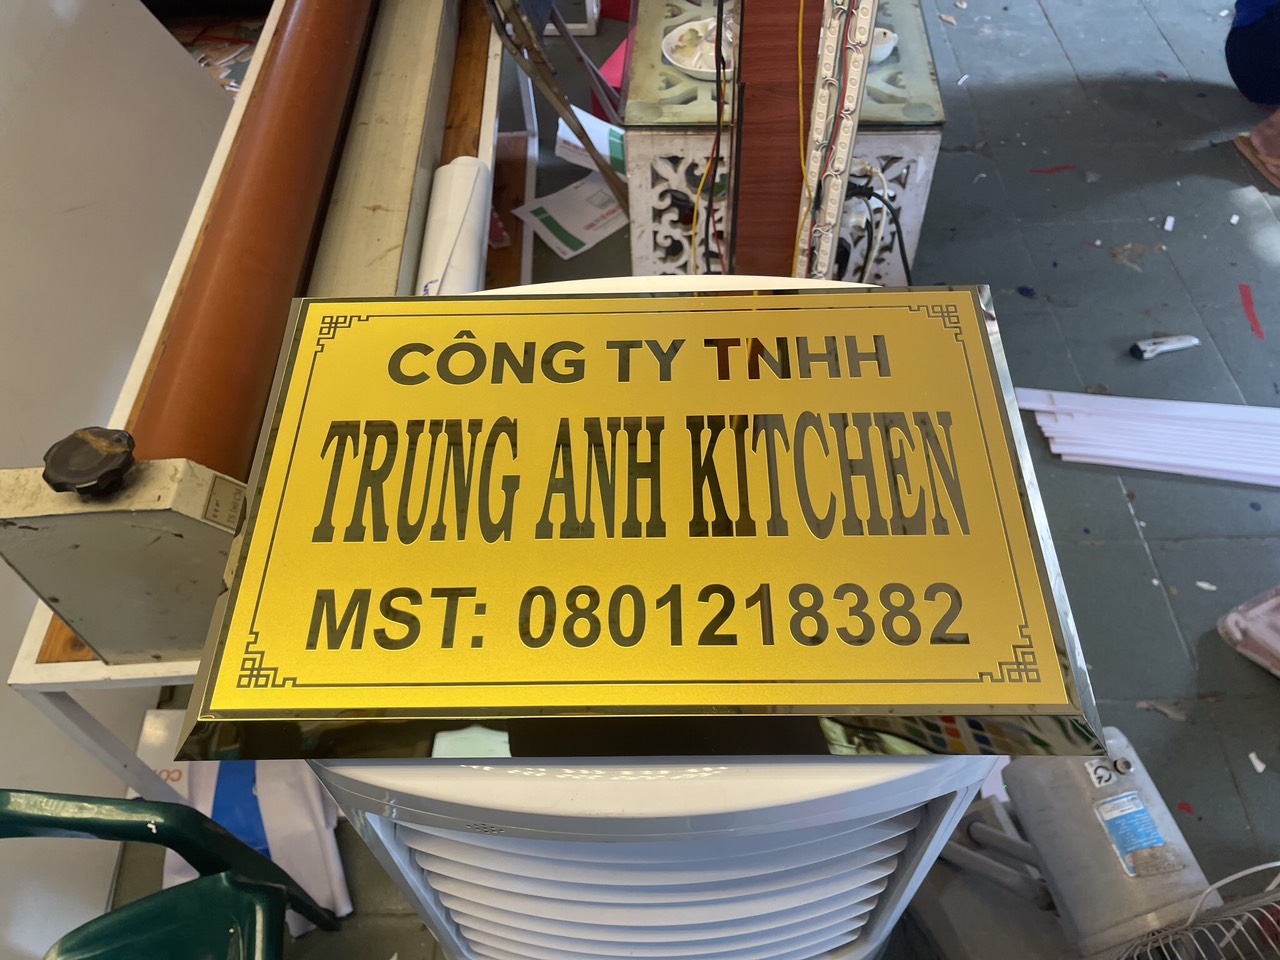 CÔNG TY TNHH
TRUNG ANH KITCHEN
MST: 0801218382